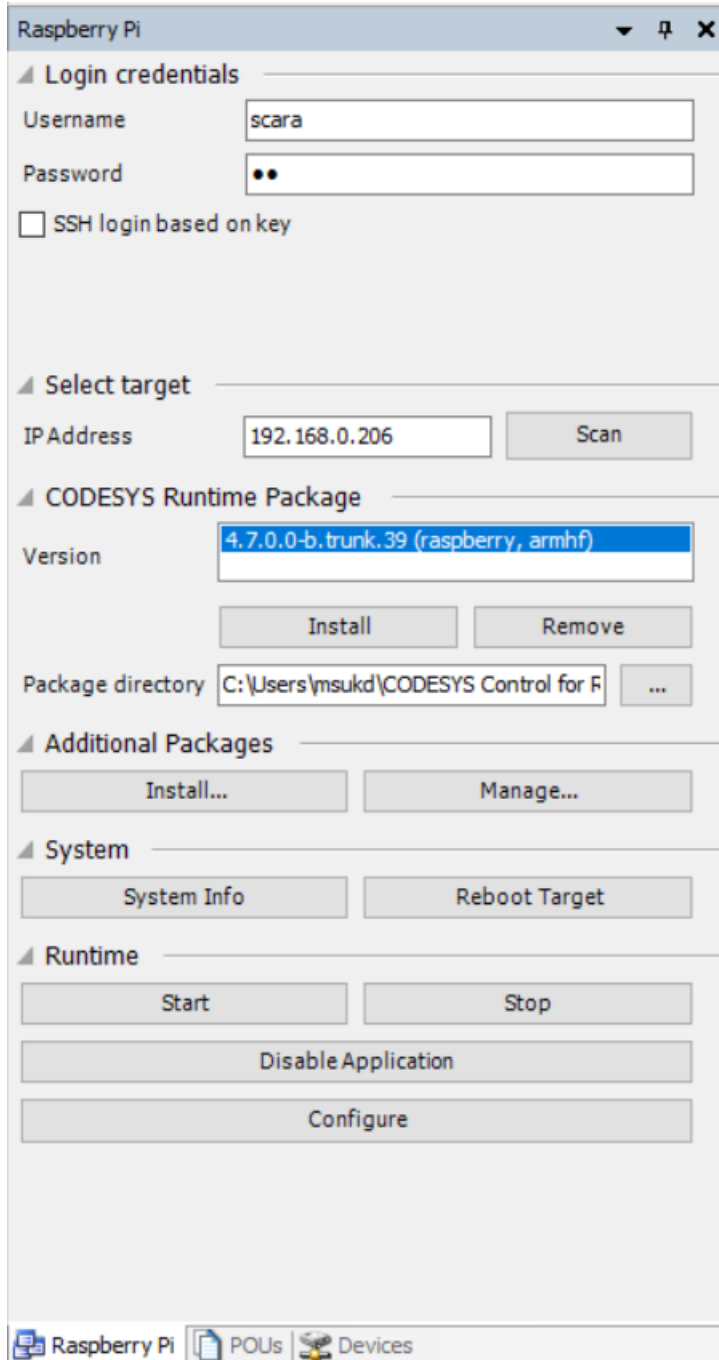 Raspberry Pi
Login credentials
Username scara
Password ••
SSH login based on key
Select target
IP Address 192.168.0.206 Scan
CODESYS Runtime Package
Version 4.7.0.0-b.trunk.39 (raspberry, armhf)
Install Remove
Package directory C:\Users\msukd\CODESYS Control for R ...
Additional Packages
Install... Manage...
System
System Info Reboot Target
Runtime
Start Stop
Disable Application
Configure
Raspberry Pi POUs Devices